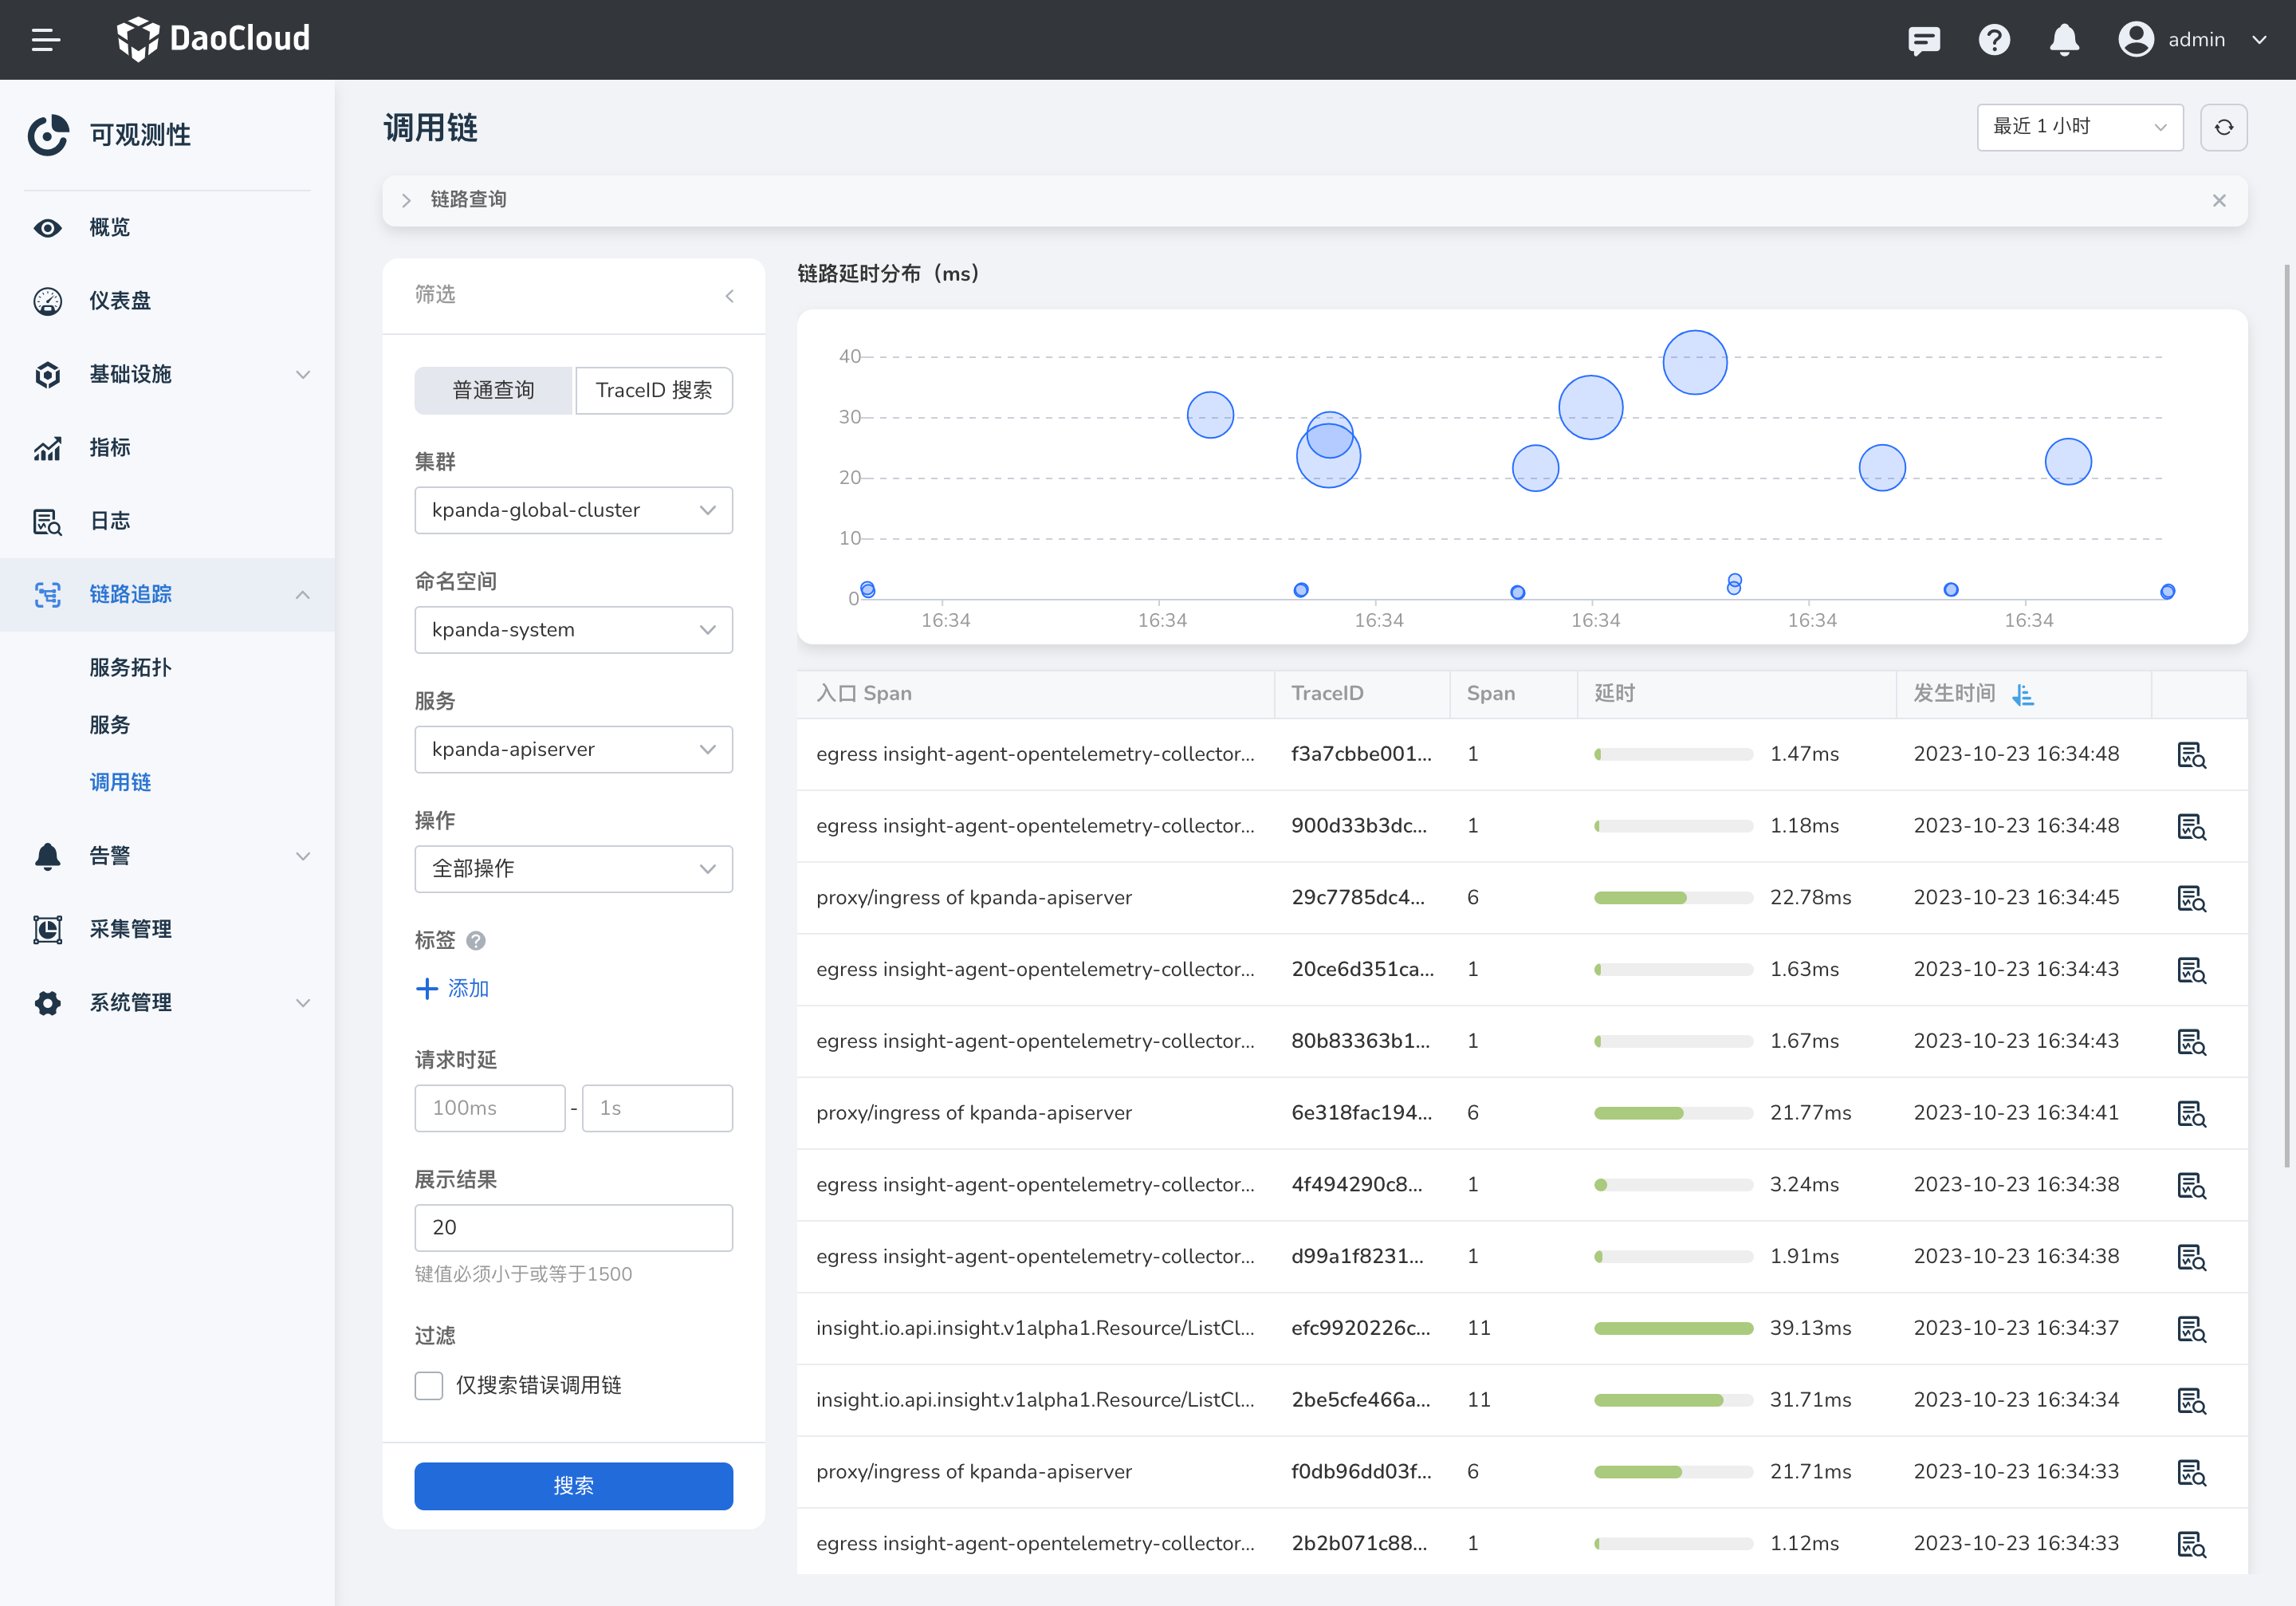 DaoCloud
admin
可观测性
概览
仪表盘
基础设施
指标
日志
链路追踪
服务拓扑
服务
调用链
告警
采集管理
系统管理
调用链
最近 1 小时
链路查询
筛选
普通查询 TraceID 搜索
集群
kpanda-global-cluster
命名空间
kpanda-system
服务
kpanda-apiserver
操作
全部操作
标签
添加
请求时延
100ms - 1s
展示结果
20
键值必须小于或等于1500
过滤
仅搜索错误调用链
搜索
链路延时分布（ms）
40
30
20
10
0
16:34 16:34 16:34 16:34 16:34 16:34
入口 Span TraceID Span 延时 发生时间
egress insight-agent-opentelemetry-collector... f3a7cbbe001... 1 1.47ms 2023-10-23 16:34:48
egress insight-agent-opentelemetry-collector... 900d33b3dc... 1 1.18ms 2023-10-23 16:34:48
proxy/ingress of kpanda-apiserver 29c7785dc4... 6 22.78ms 2023-10-23 16:34:45
egress insight-agent-opentelemetry-collector... 20ce6d351ca... 1 1.63ms 2023-10-23 16:34:43
egress insight-agent-opentelemetry-collector... 80b83363b1... 1 1.67ms 2023-10-23 16:34:43
proxy/ingress of kpanda-apiserver 6e318fac194... 6 21.77ms 2023-10-23 16:34:41
egress insight-agent-opentelemetry-collector... 4f494290c8... 1 3.24ms 2023-10-23 16:34:38
egress insight-agent-opentelemetry-collector... d99a1f8231... 1 1.91ms 2023-10-23 16:34:38
insight.io.api.insight.v1alpha1.Resource/ListCl... efc9920226c... 11 39.13ms 2023-10-23 16:34:37
insight.io.api.insight.v1alpha1.Resource/ListCl... 2be5cfe466a... 11 31.71ms 2023-10-23 16:34:34
proxy/ingress of kpanda-apiserver f0db96dd03f... 6 21.71ms 2023-10-23 16:34:33
egress insight-agent-opentelemetry-collector... 2b2b071c88... 1 1.12ms 2023-10-23 16:34:33